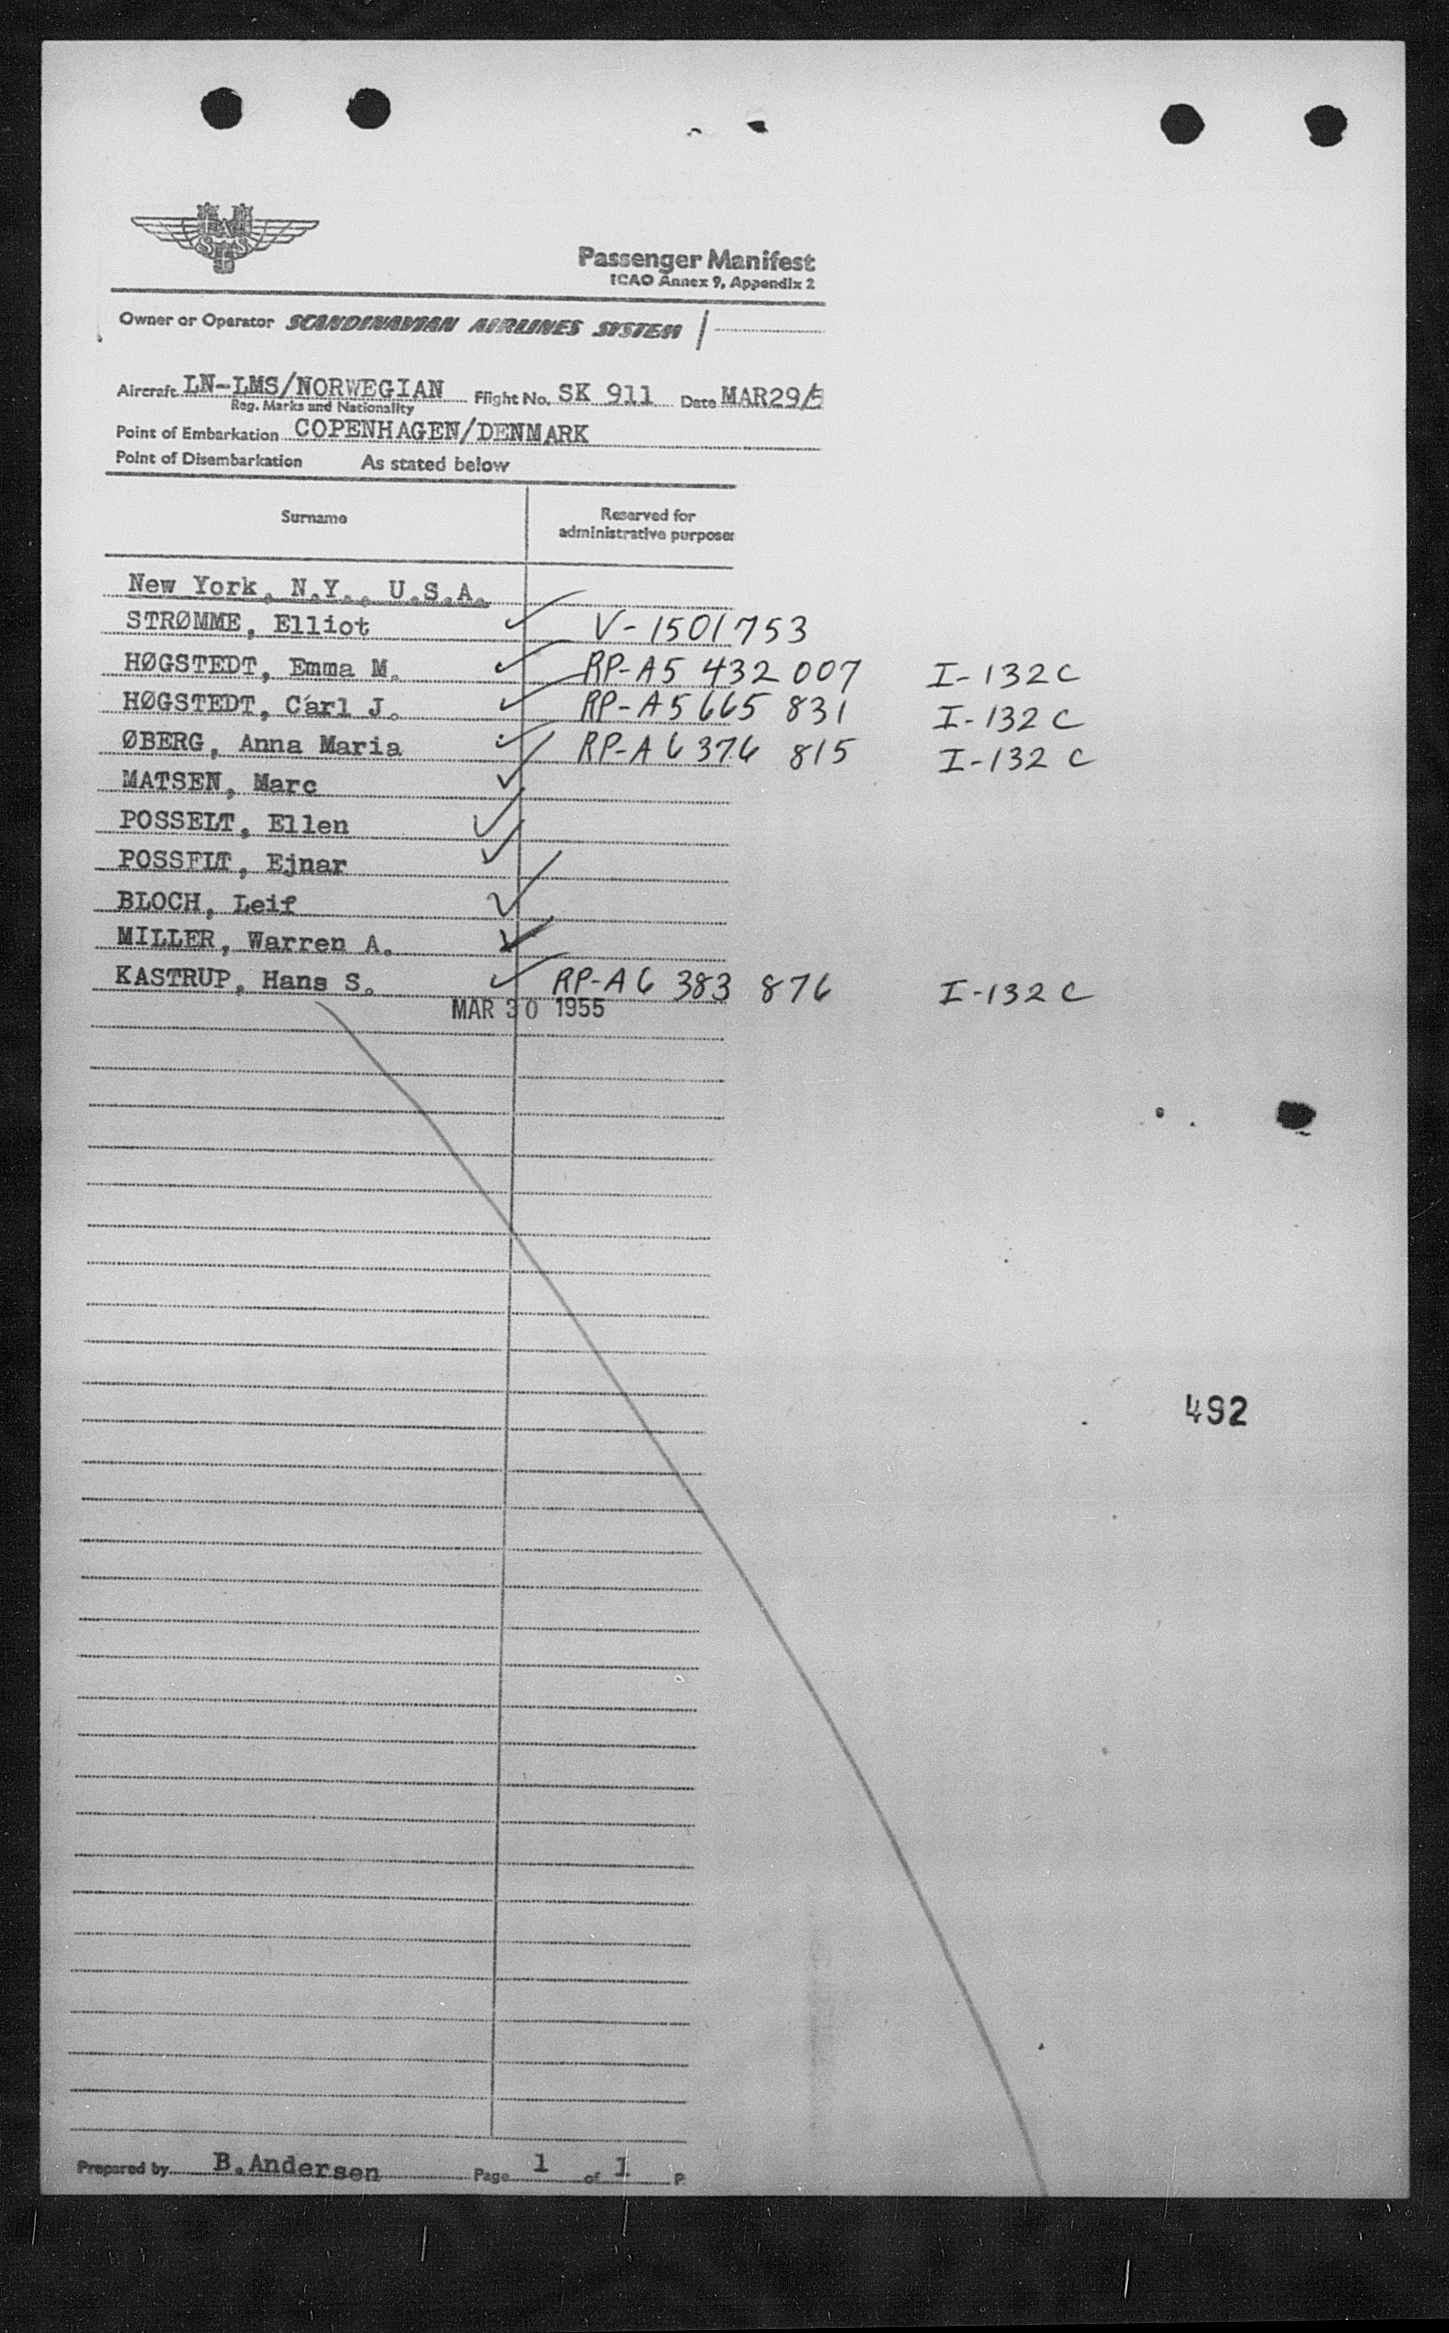 SAS
Passenger Manifest
ICAO Annex 9, Appendix 2
Owner or Operator SCANDINAVIAN AIRLINES SYSTEM
Aircraft LN-LMS/NORWEGIAN Flight No. SK 911 Date MAR29/5
Reg. Marks and Nationality
Point of Embarkation COPENHAGEN/DENMARK
Point of Disembarkation As stated below
Surname Reserved for administrative purposes
New York, N.Y., U.S.A.
STRØMME, Elliot V-1501753
HØGSTEDT, Emma M. RP-A5 432 007 I-132C
HØGSTEDT, Carl J. RP-A5 665 831 I-132C
ØBERG, Anna Maria RP-A6 376 815 I-132C
MATSEN, Marc
POSSELT, Ellen
POSSELT, Ejnar
BLOCH, Leif
MILLER, Warren A.
KASTRUP, Hans S. RP-A6 383 876 I-132C
MAR 30 1955
492
Prepared by B.Andersen Page 1 of 1 P